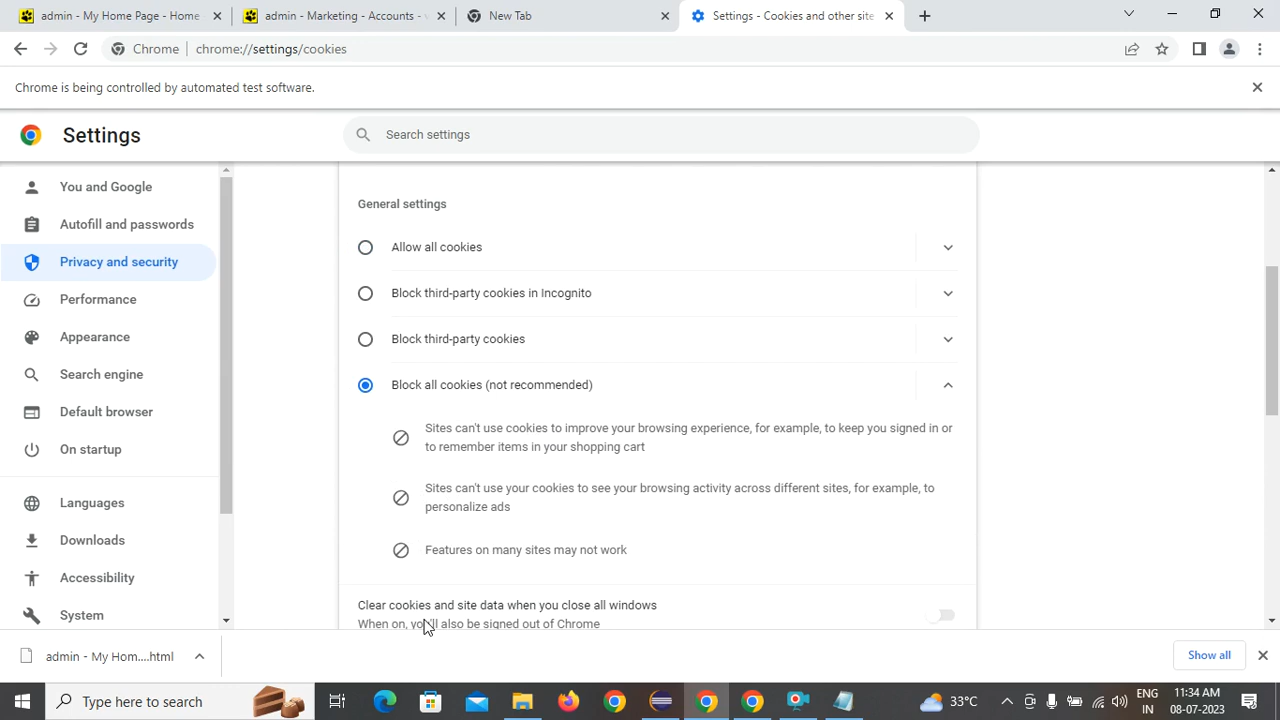 admin - My Home Page - Home
admin - Marketing - Accounts - v
New Tab
Settings - Cookies and other site
Chrome
chrome://settings/cookies
Chrome is being controlled by automated test software.
Settings
Search settings
You and Google
Autofill and passwords
Privacy and security
Performance
Appearance
Search engine
Default browser
On startup
Languages
Downloads
Accessibility
System
General settings
Allow all cookies
Block third-party cookies in Incognito
Block third-party cookies
Block all cookies (not recommended)
Sites can't use cookies to improve your browsing experience, for example, to keep you signed in or
to remember items in your shopping cart
Sites can't use your cookies to see your browsing activity across different sites, for example, to
personalize ads
Features on many sites may not work
Clear cookies and site data when you close all windows
When on, you'll also be signed out of Chrome
admin - My Hom....html
Show all
Type here to search
33°C
ENG
IN
11:34 AM
08-07-2023